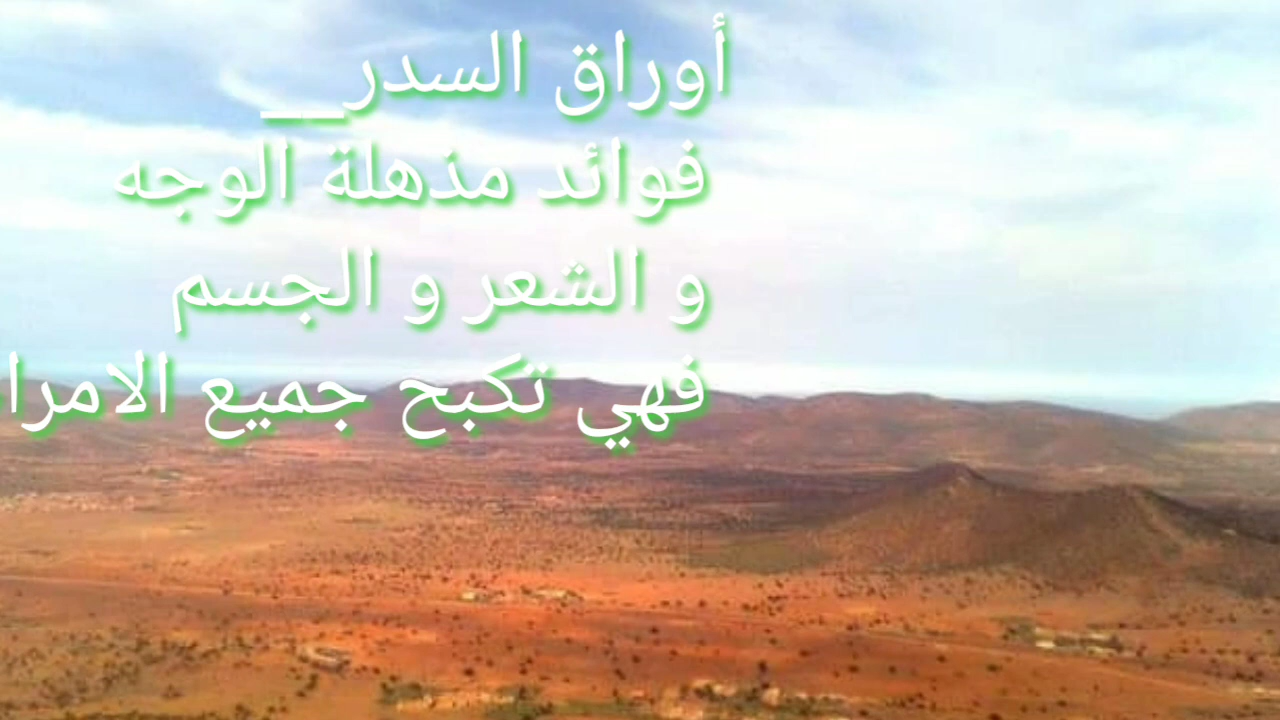 أوراق السدر__
فوائد مذهلة الوجه
و الشعر و الجسم
فهي تكبح جميع الامرا